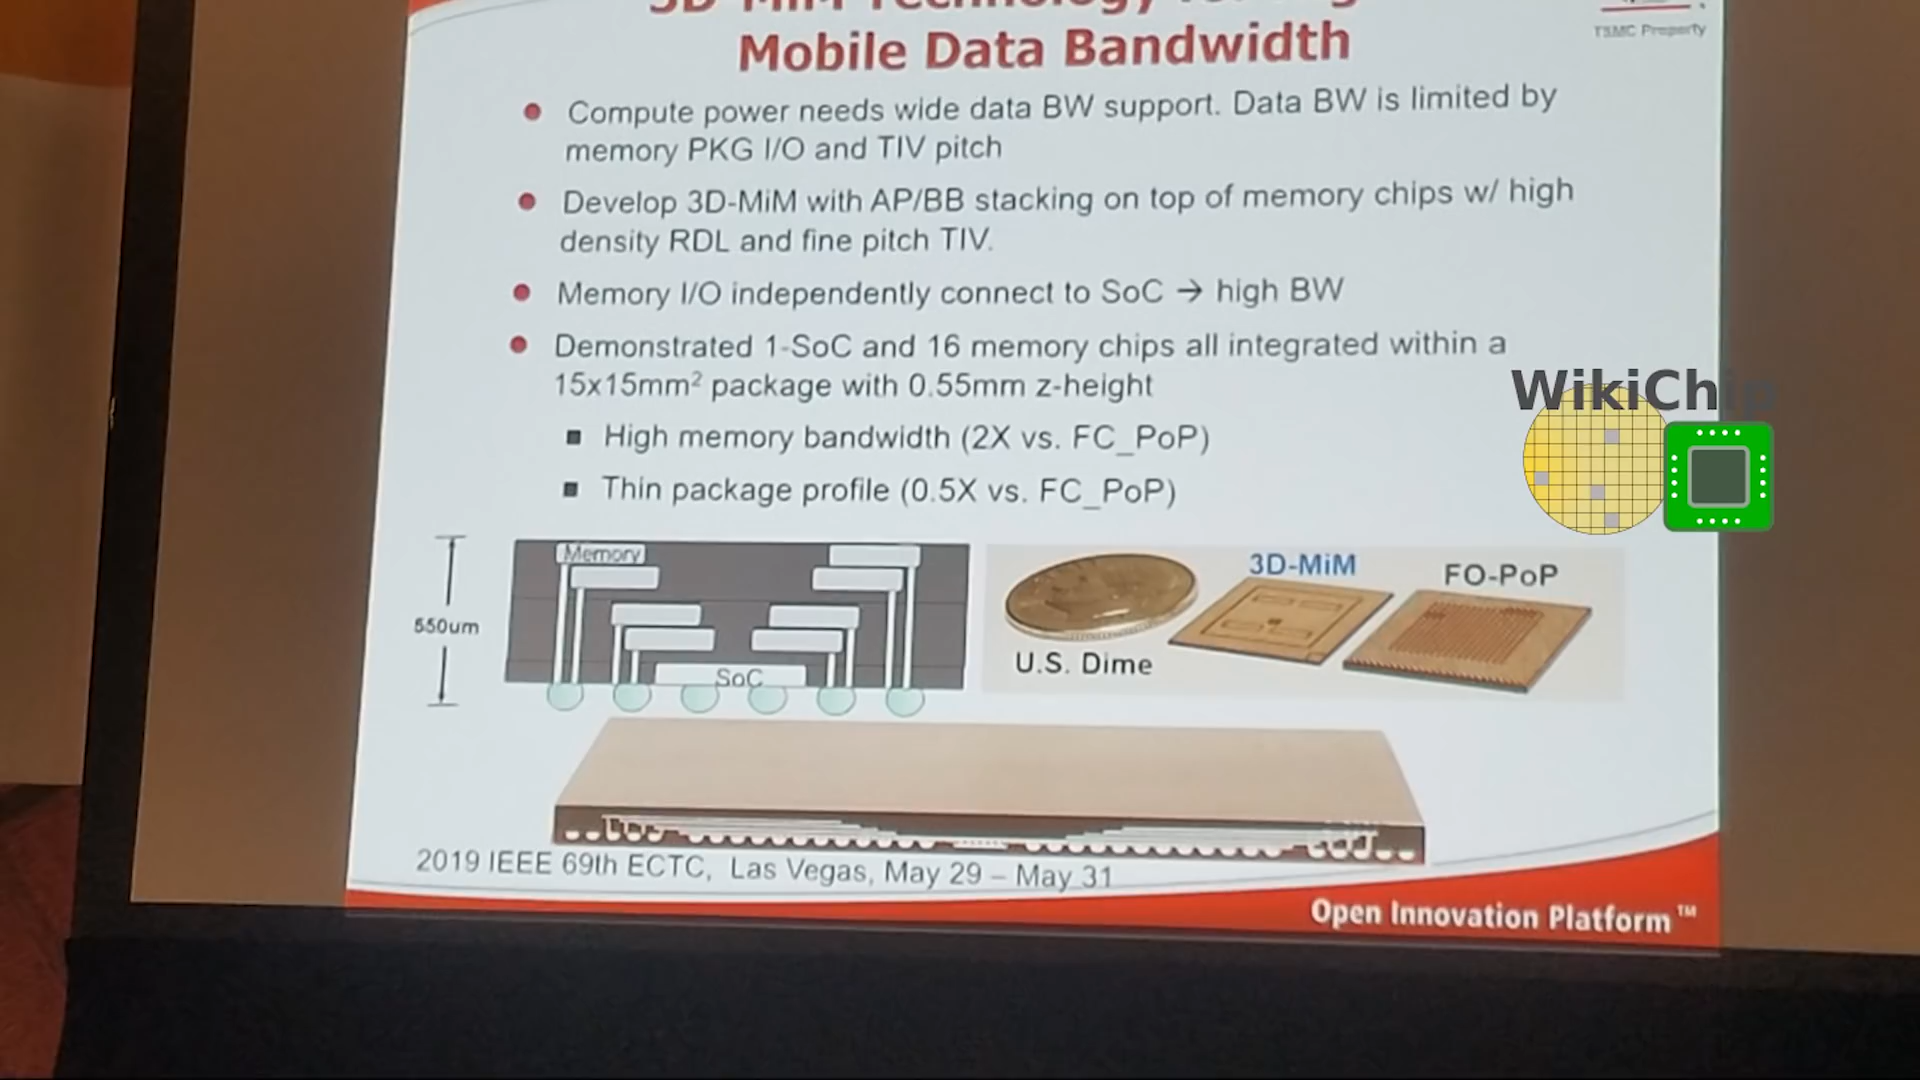 3D-MiM Technology
Mobile Data Bandwidth
TSMC Property
Compute power needs wide data BW support. Data BW is limited by
memory PKG I/O and TIV pitch
Develop 3D-MiM with AP/BB stacking on top of memory chips w/ high
density RDL and fine pitch TIV.
Memory I/O independently connect to SoC → high BW
Demonstrated 1-SoC and 16 memory chips all integrated within a
15x15mm² package with 0.55mm z-height
High memory bandwidth (2X vs. FC_PoP)
Thin package profile (0.5X vs. FC_PoP)
WikiChip
Memory
550um
SoC
3D-MiM
FO-PoP
U.S. Dime
2019 IEEE 69th ECTC, Las Vegas, May 29 – May 31
Open Innovation Platform™